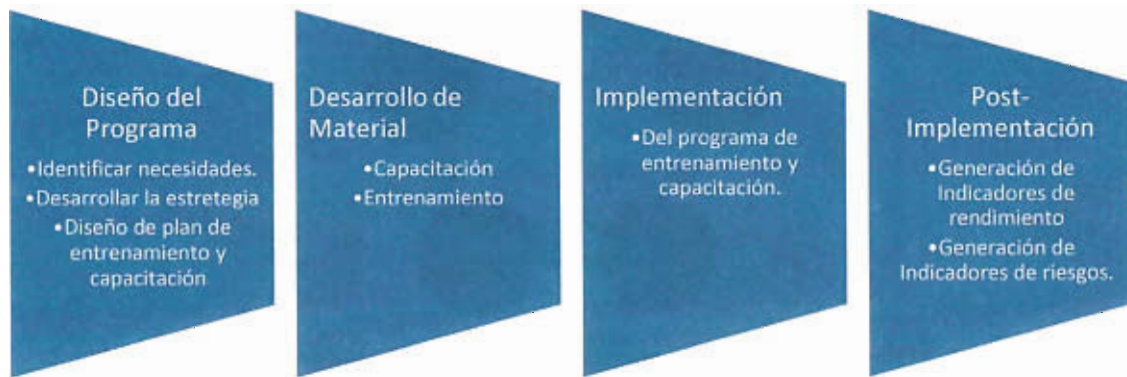 Diseño del
Programa
•Identificar necesidades.
•Desarrollar la estretegia
•Diseño de plan de
entrenamiento y
capacitación
Desarrollo de
Material
•Capacitación
•Entrenamiento
Implementación
•Del programa de
entrenamiento y
capacitación.
Post-
Implementación
•Generación de
Indicadores de
rendimiento
•Generación de
Indicadores de riesgos.